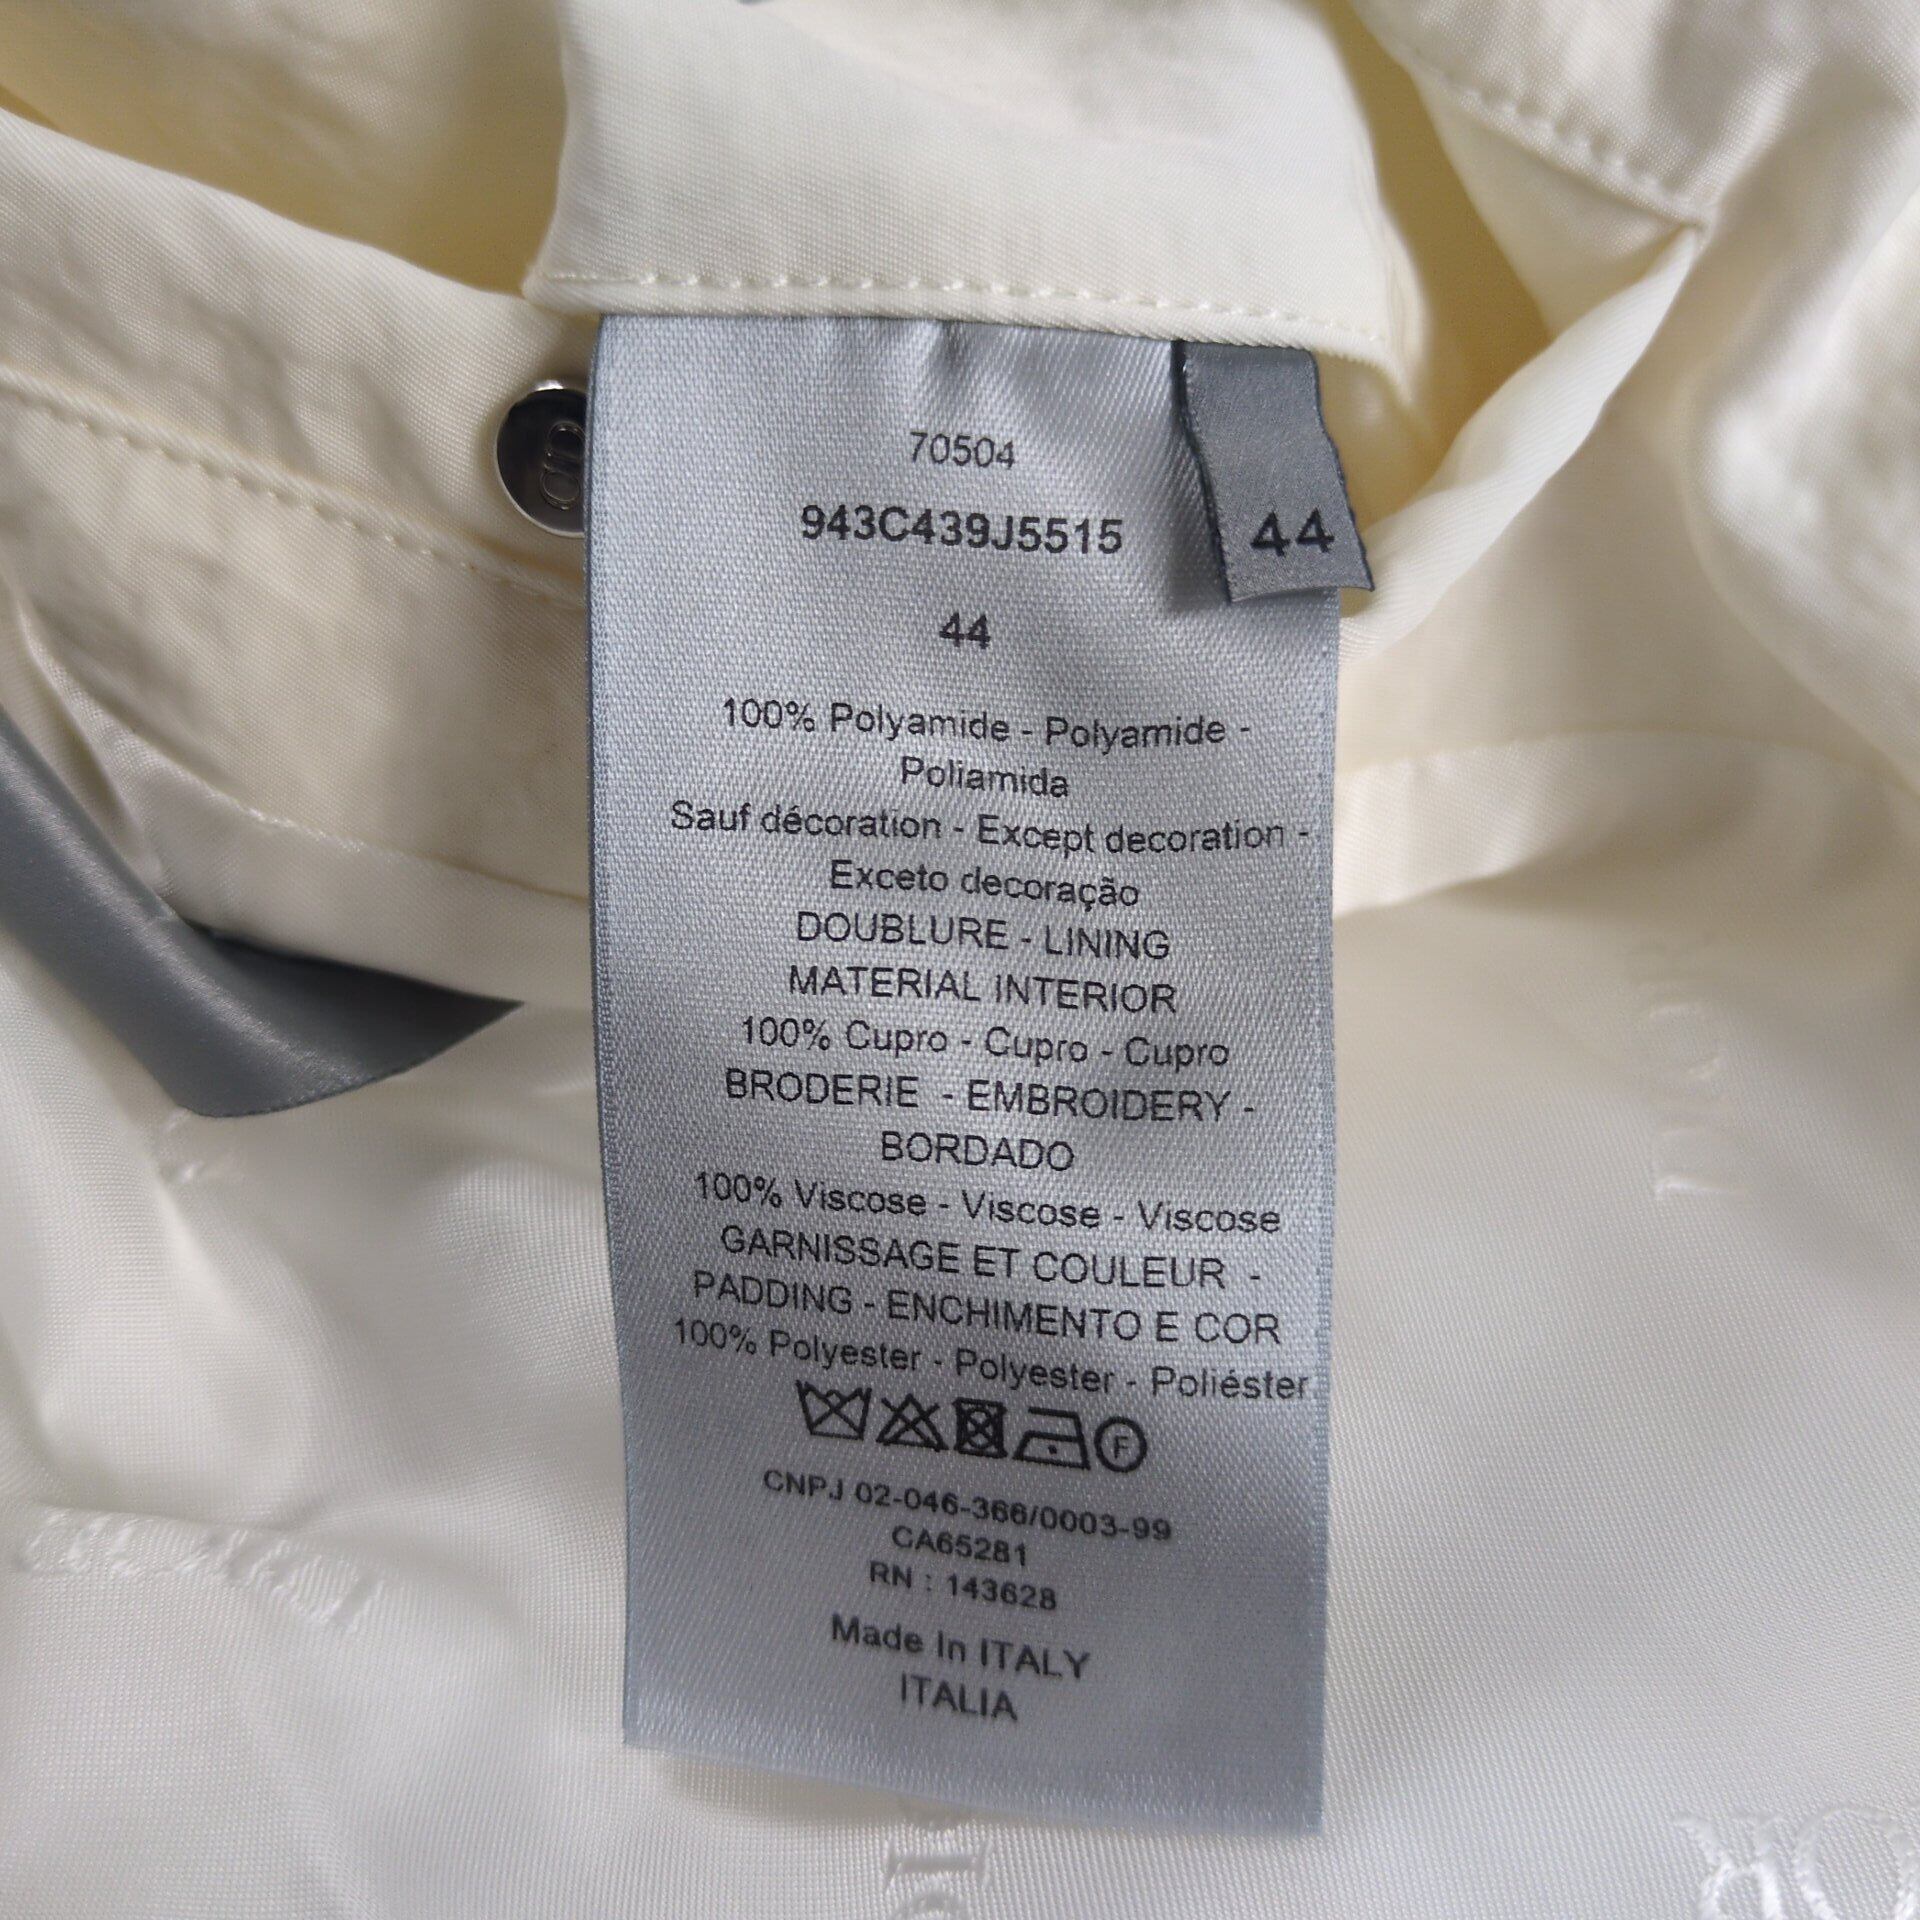 70504
943C439J5515
44
44
100% Polyamide - Polyamide -
Poliamida
Sauf décoration - Except decoration -
Exceto decoração
DOUBLURE - LINING
MATERIAL INTERIOR
100% Cupro - Cupro - Cupro
BRODERIE - EMBROIDERY -
BORDADO
100% Viscose - Viscose - Viscose
GARNISSAGE ET COULEUR -
PADDING - ENCHIMENTO E COR
100% Polyester - Polyester - Poliéster
F
CNPJ 02-046-366/0003-99
CA65281
RN : 143628
Made In ITALY
ITALIA